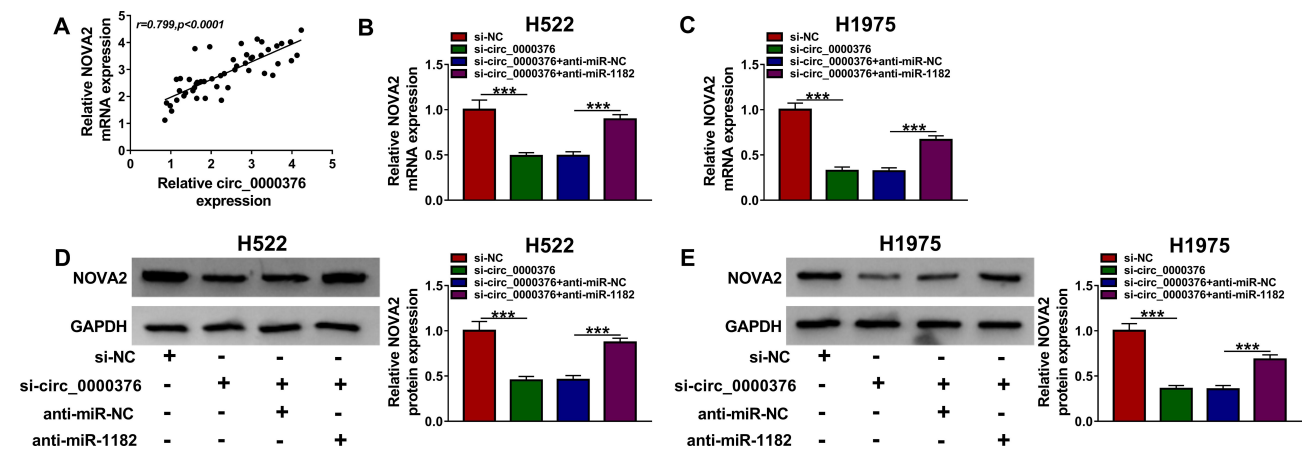 A
r=0.799,p<0.0001
Relative NOVA2
mRNA expression
5
4
3
2
1
0
0 1 2 3 4 5
Relative circ_0000376
expression
B
H522
si-NC
si-circ_0000376
si-circ_0000376+anti-miR-NC
si-circ_0000376+anti-miR-1182
Relative NOVA2
mRNA expression
1.5
1.0
0.5
0.0
***
***
C
H1975
si-NC
si-circ_0000376
si-circ_0000376+anti-miR-NC
si-circ_0000376+anti-miR-1182
Relative NOVA2
mRNA expression
1.5
1.0
0.5
0.0
***
***
D
H522
NOVA2
GAPDH
si-NC + - - -
si-circ_0000376 - + + +
anti-miR-NC - - + -
anti-miR-1182 - - - +
H522
si-NC
si-circ_0000376
si-circ_0000376+anti-miR-NC
si-circ_0000376+anti-miR-1182
Relative NOVA2
protein expression
1.5
1.0
0.5
0.0
***
***
E
H1975
NOVA2
GAPDH
si-NC + - - -
si-circ_0000376 - + + +
anti-miR-NC - - + -
anti-miR-1182 - - - +
H1975
si-NC
si-circ_0000376
si-circ_0000376+anti-miR-NC
si-circ_0000376+anti-miR-1182
Relative NOVA2
protein expression
1.5
1.0
0.5
0.0
***
***